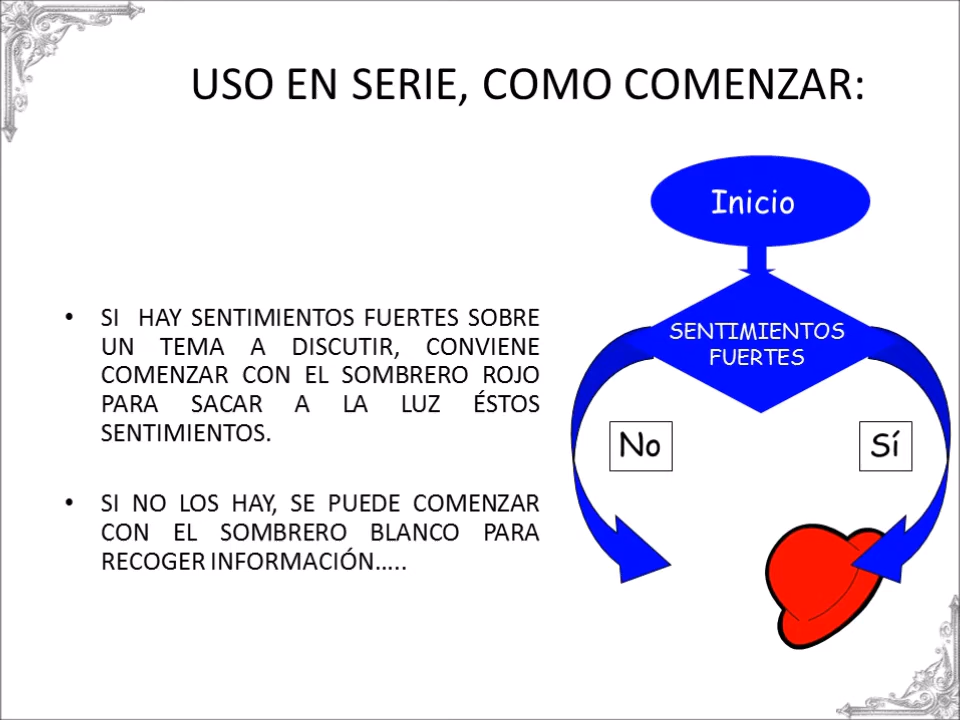 USO EN SERIE, COMO COMENZAR:
Inicio
SENTIMIENTOS
FUERTES
No
Sí
• SI HAY SENTIMIENTOS FUERTES SOBRE
UN TEMA A DISCUTIR, CONVIENE
COMENZAR CON EL SOMBRERO ROJO
PARA SACAR A LA LUZ ÉSTOS
SENTIMIENTOS.
• SI NO LOS HAY, SE PUEDE COMENZAR
CON EL SOMBRERO BLANCO PARA
RECOGER INFORMACIÓN.....